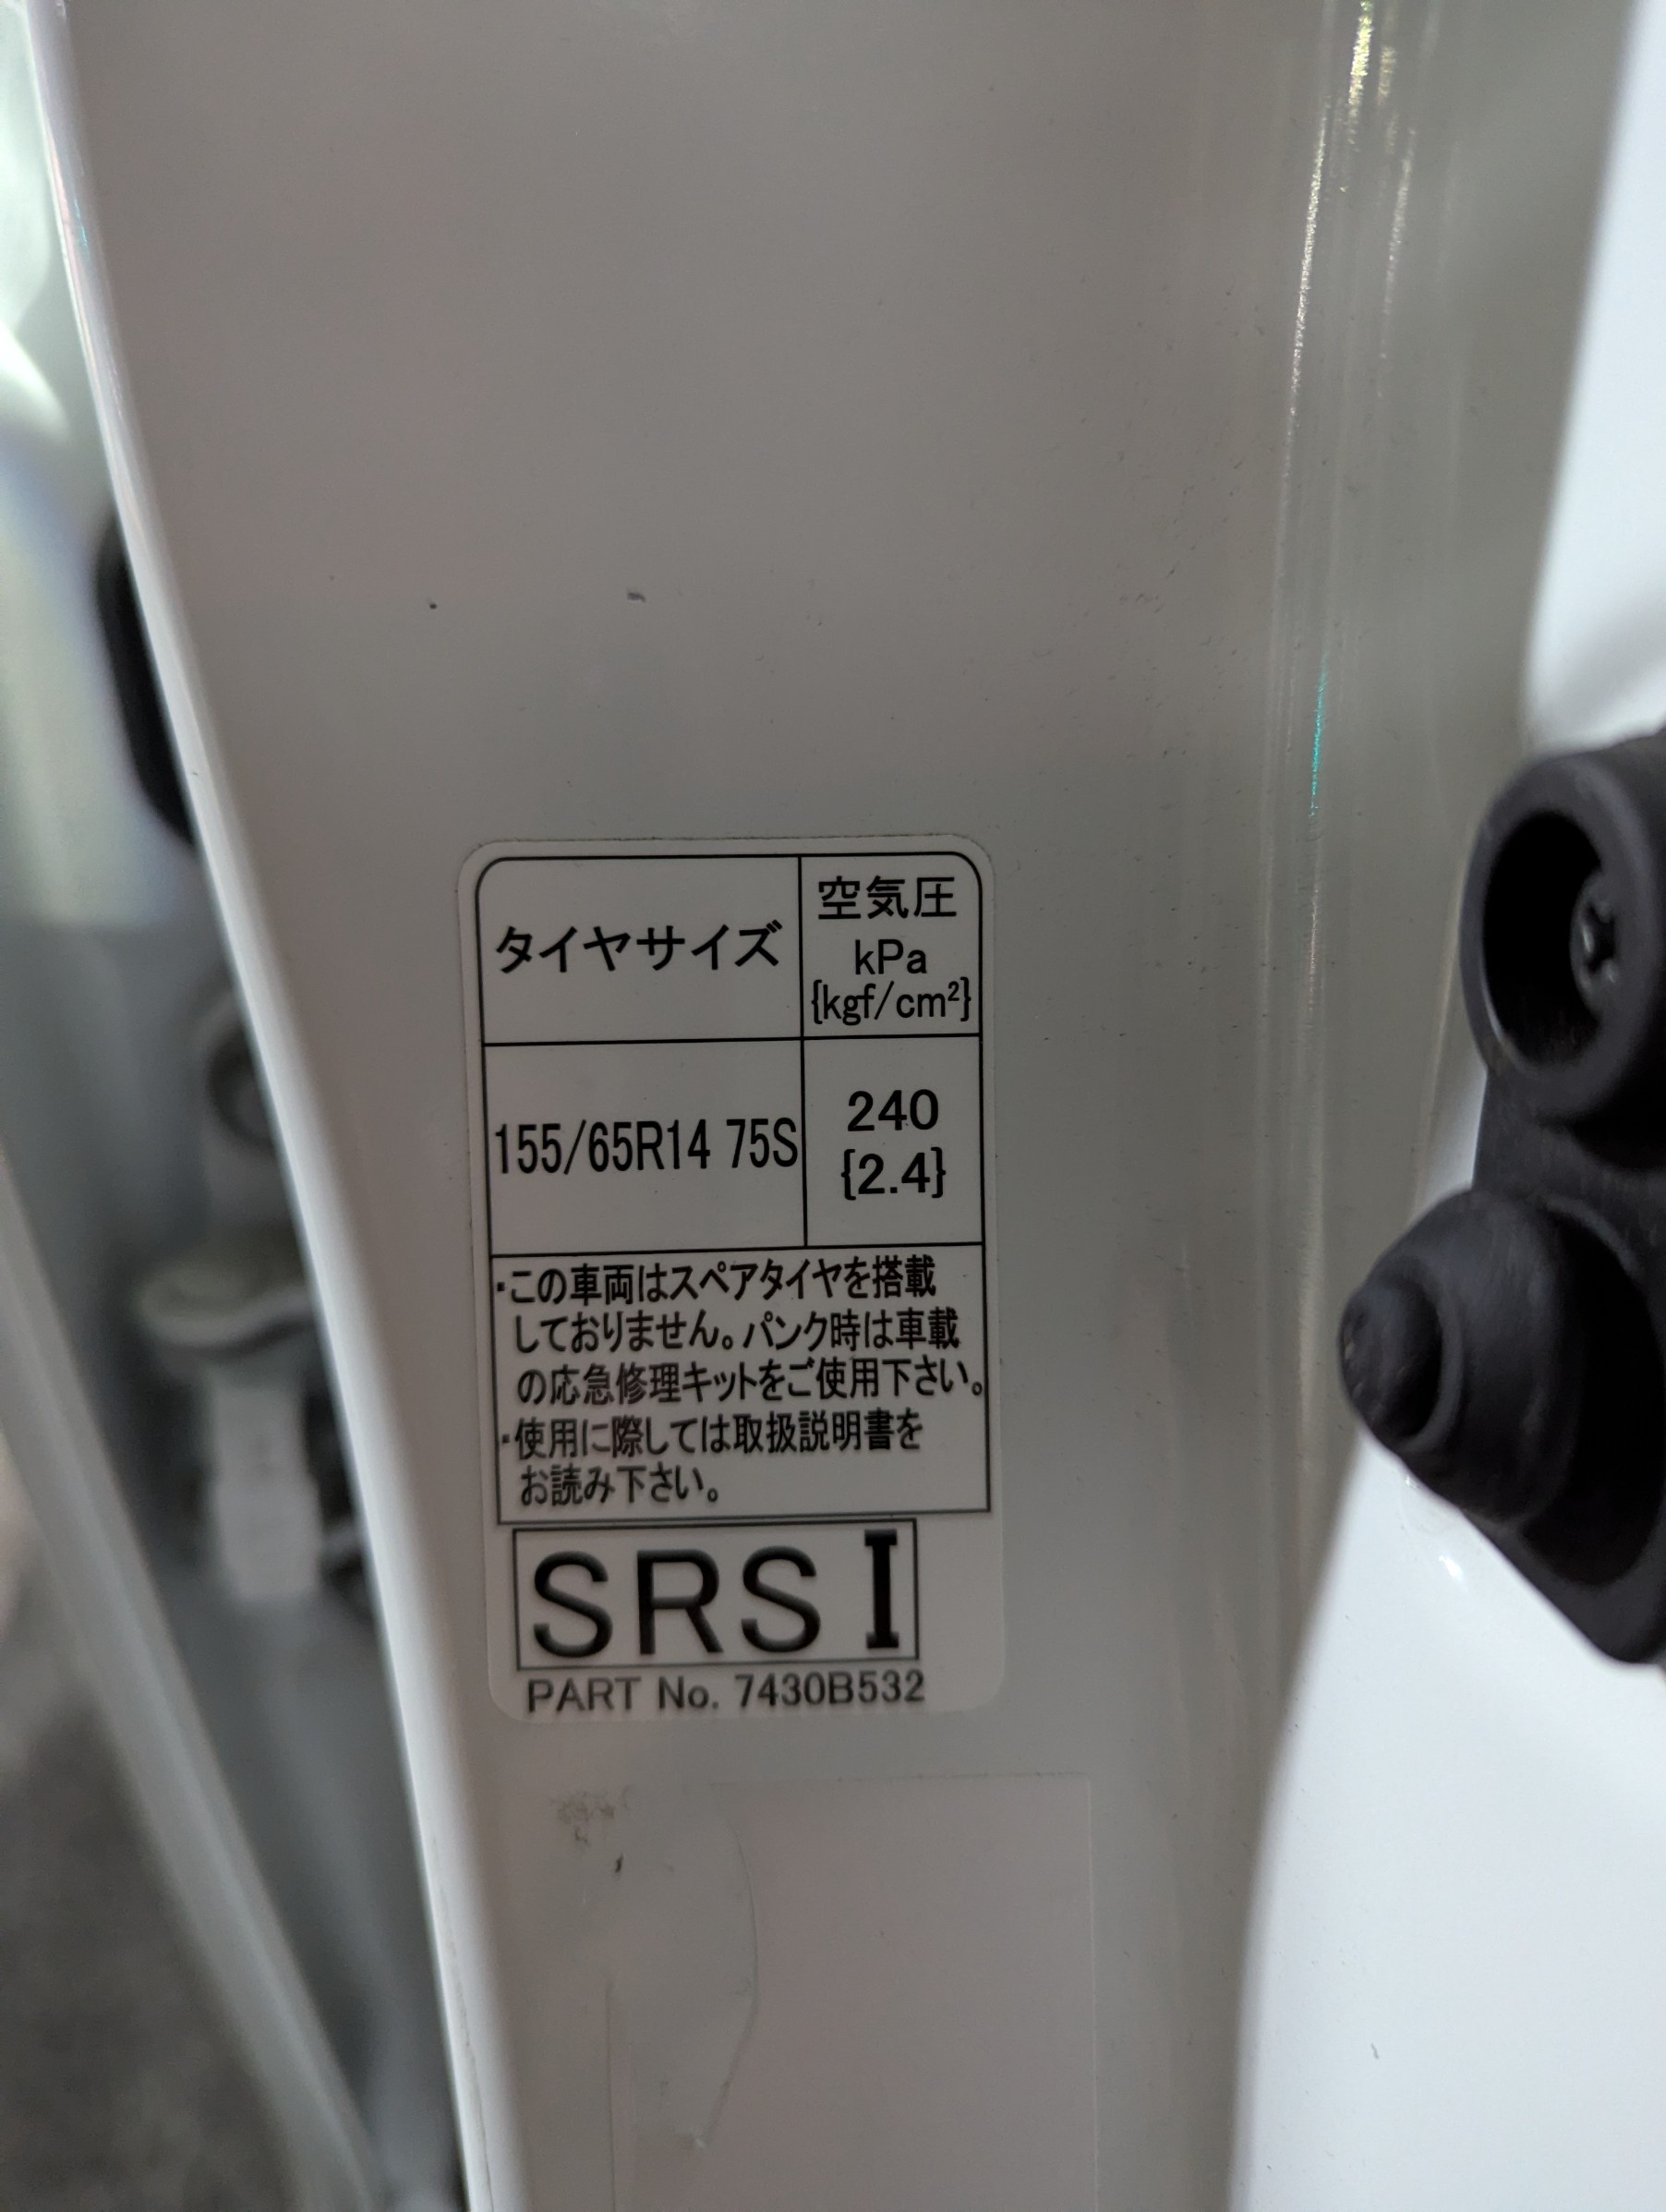 タイヤサイズ
空気圧
kPa
{kgf/cm²}
155/65R14 75S
240
{2.4}
・この車両はスペアタイヤを搭載
しておりません。パンク時は車載
の応急修理キットをご使用下さい。
・使用に際しては取扱説明書を
お読み下さい。
SRS I
PART No. 7430B532